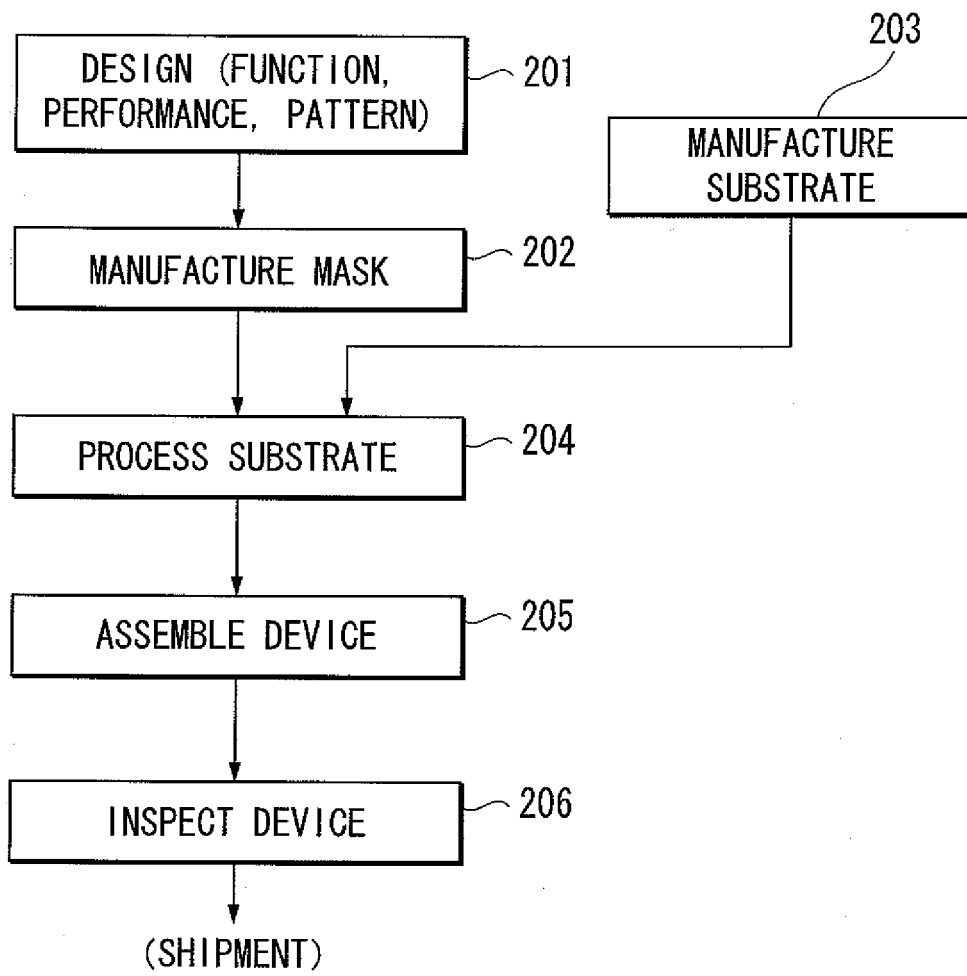 DESIGN (FUNCTION,
PERFORMANCE, PATTERN)
201
203
MANUFACTURE
SUBSTRATE
MANUFACTURE MASK
202
PROCESS SUBSTRATE
204
ASSEMBLE DEVICE
205
INSPECT DEVICE
206
(SHIPMENT)